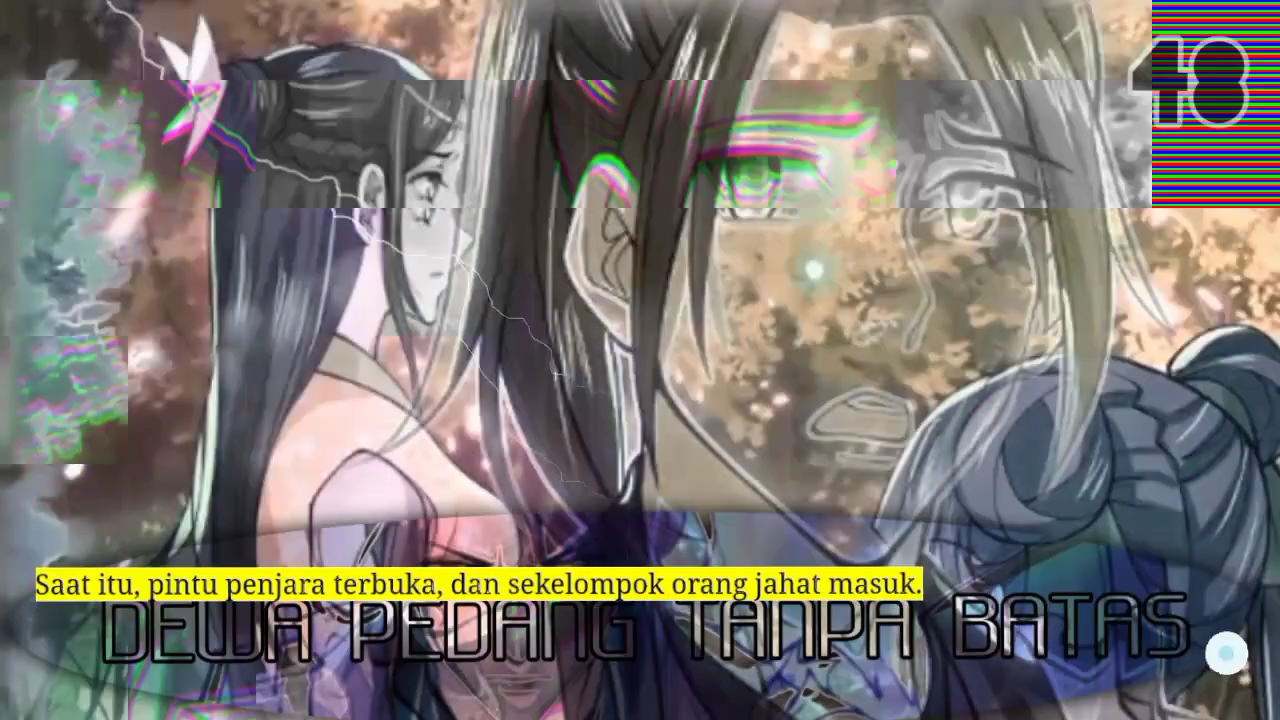 48
Saat itu, pintu penjara terbuka, dan sekelompok orang jahat masuk.
DEWA PEDANG TANPA BATAS